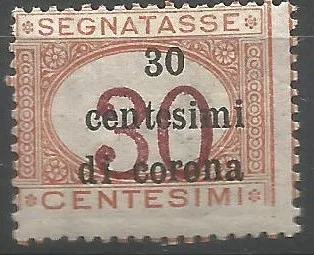 SEGNATASSE
30
centesimi
30
di corona
CENTESIMI